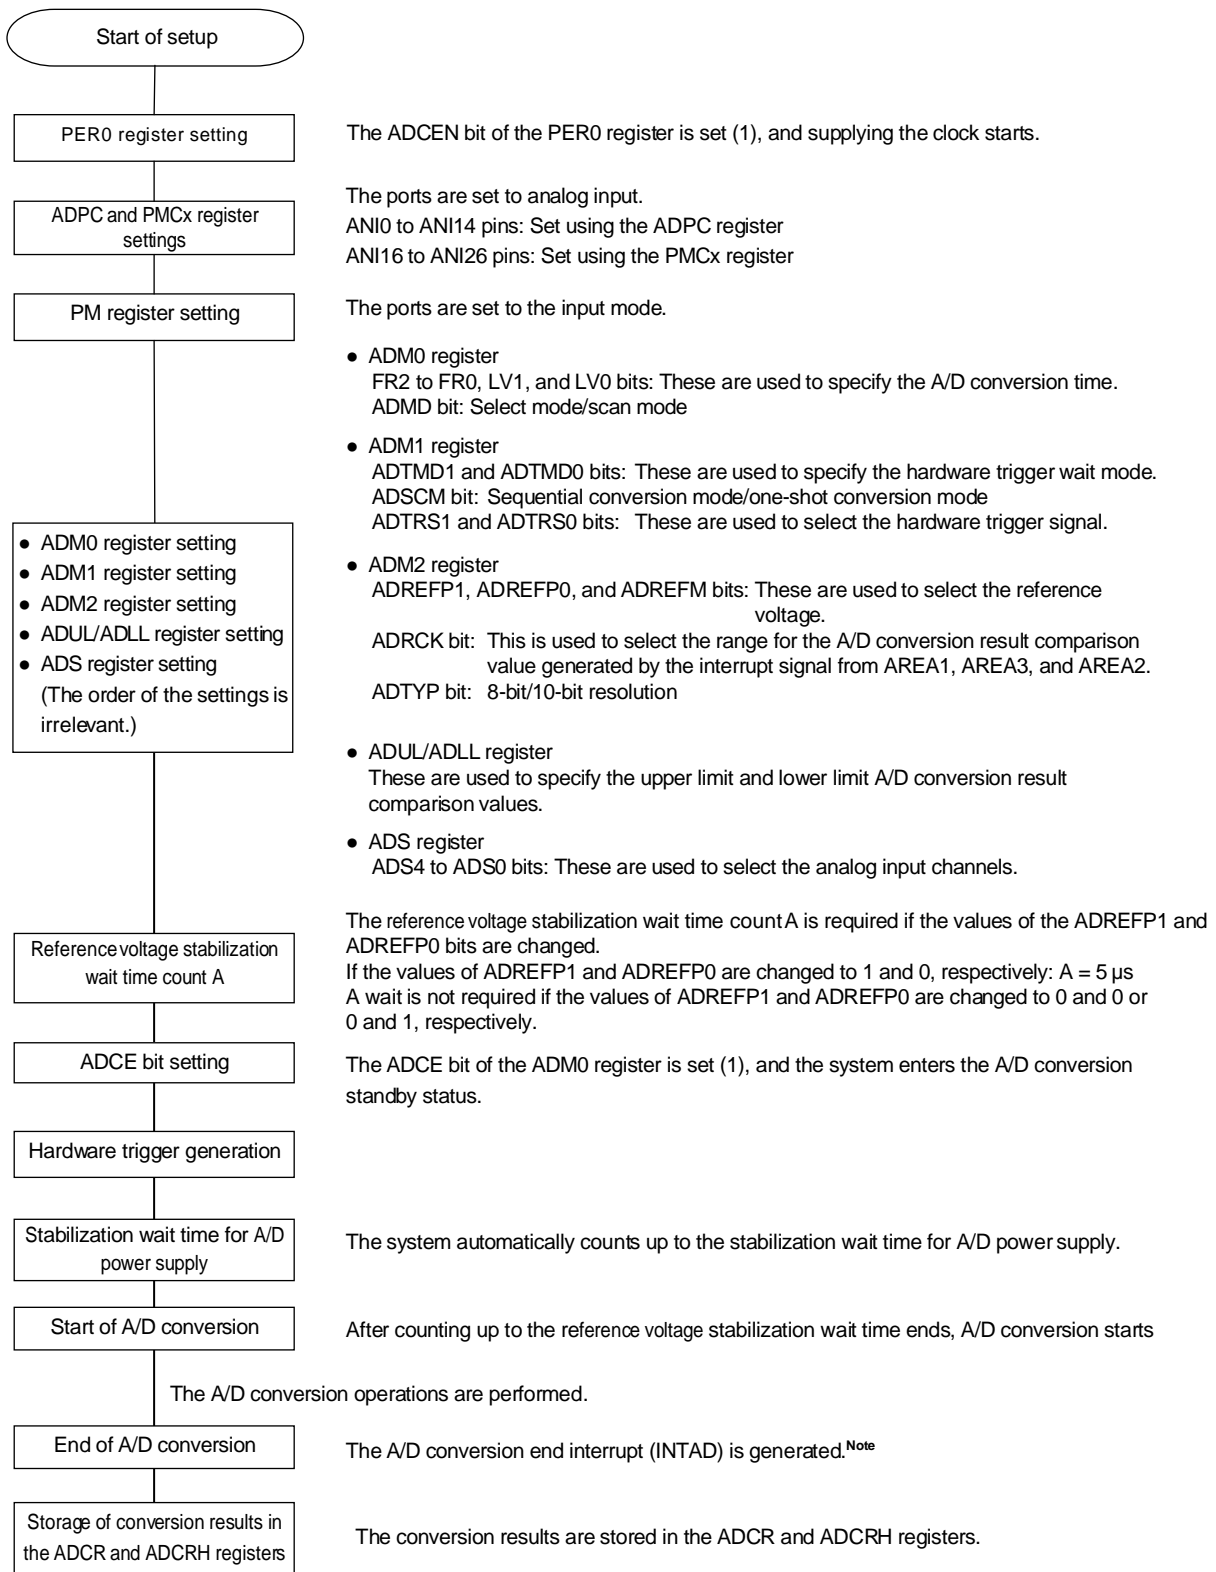 Start of setup
PER0 register setting
The ADCEN bit of the PER0 register is set (1), and supplying the clock starts.
ADPC and PMCx register
settings
The ports are set to analog input.
ANI0 to ANI14 pins: Set using the ADPC register
ANI16 to ANI26 pins: Set using the PMCx register
PM register setting
The ports are set to the input mode.
● ADM0 register setting
● ADM1 register setting
● ADM2 register setting
● ADUL/ADLL register setting
● ADS register setting
(The order of the settings is
irrelevant.)
● ADM0 register
FR2 to FR0, LV1, and LV0 bits: These are used to specify the A/D conversion time.
ADMD bit: Select mode/scan mode
● ADM1 register
ADTMD1 and ADTMD0 bits: These are used to specify the hardware trigger wait mode.
ADSCM bit: Sequential conversion mode/one-shot conversion mode
ADTRS1 and ADTRS0 bits: These are used to select the hardware trigger signal.
● ADM2 register
ADREFP1, ADREFP0, and ADREFM bits: These are used to select the reference
voltage.
ADRCK bit: This is used to select the range for the A/D conversion result comparison
value generated by the interrupt signal from AREA1, AREA3, and AREA2.
ADTYP bit: 8-bit/10-bit resolution
● ADUL/ADLL register
These are used to specify the upper limit and lower limit A/D conversion result
comparison values.
● ADS register
ADS4 to ADS0 bits: These are used to select the analog input channels.
Reference voltage stabilization
wait time count A
The reference voltage stabilization wait time count A is required if the values of the ADREFP1 and
ADREFP0 bits are changed.
If the values of ADREFP1 and ADREFP0 are changed to 1 and 0, respectively: A = 5 µs
A wait is not required if the values of ADREFP1 and ADREFP0 are changed to 0 and 0 or
0 and 1, respectively.
ADCE bit setting
The ADCE bit of the ADM0 register is set (1), and the system enters the A/D conversion
standby status.
Hardware trigger generation
Stabilization wait time for A/D
power supply
The system automatically counts up to the stabilization wait time for A/D power supply.
Start of A/D conversion
After counting up to the reference voltage stabilization wait time ends, A/D conversion starts
The A/D conversion operations are performed.
End of A/D conversion
The A/D conversion end interrupt (INTAD) is generated.Note
Storage of conversion results in
the ADCR and ADCRH registers
The conversion results are stored in the ADCR and ADCRH registers.